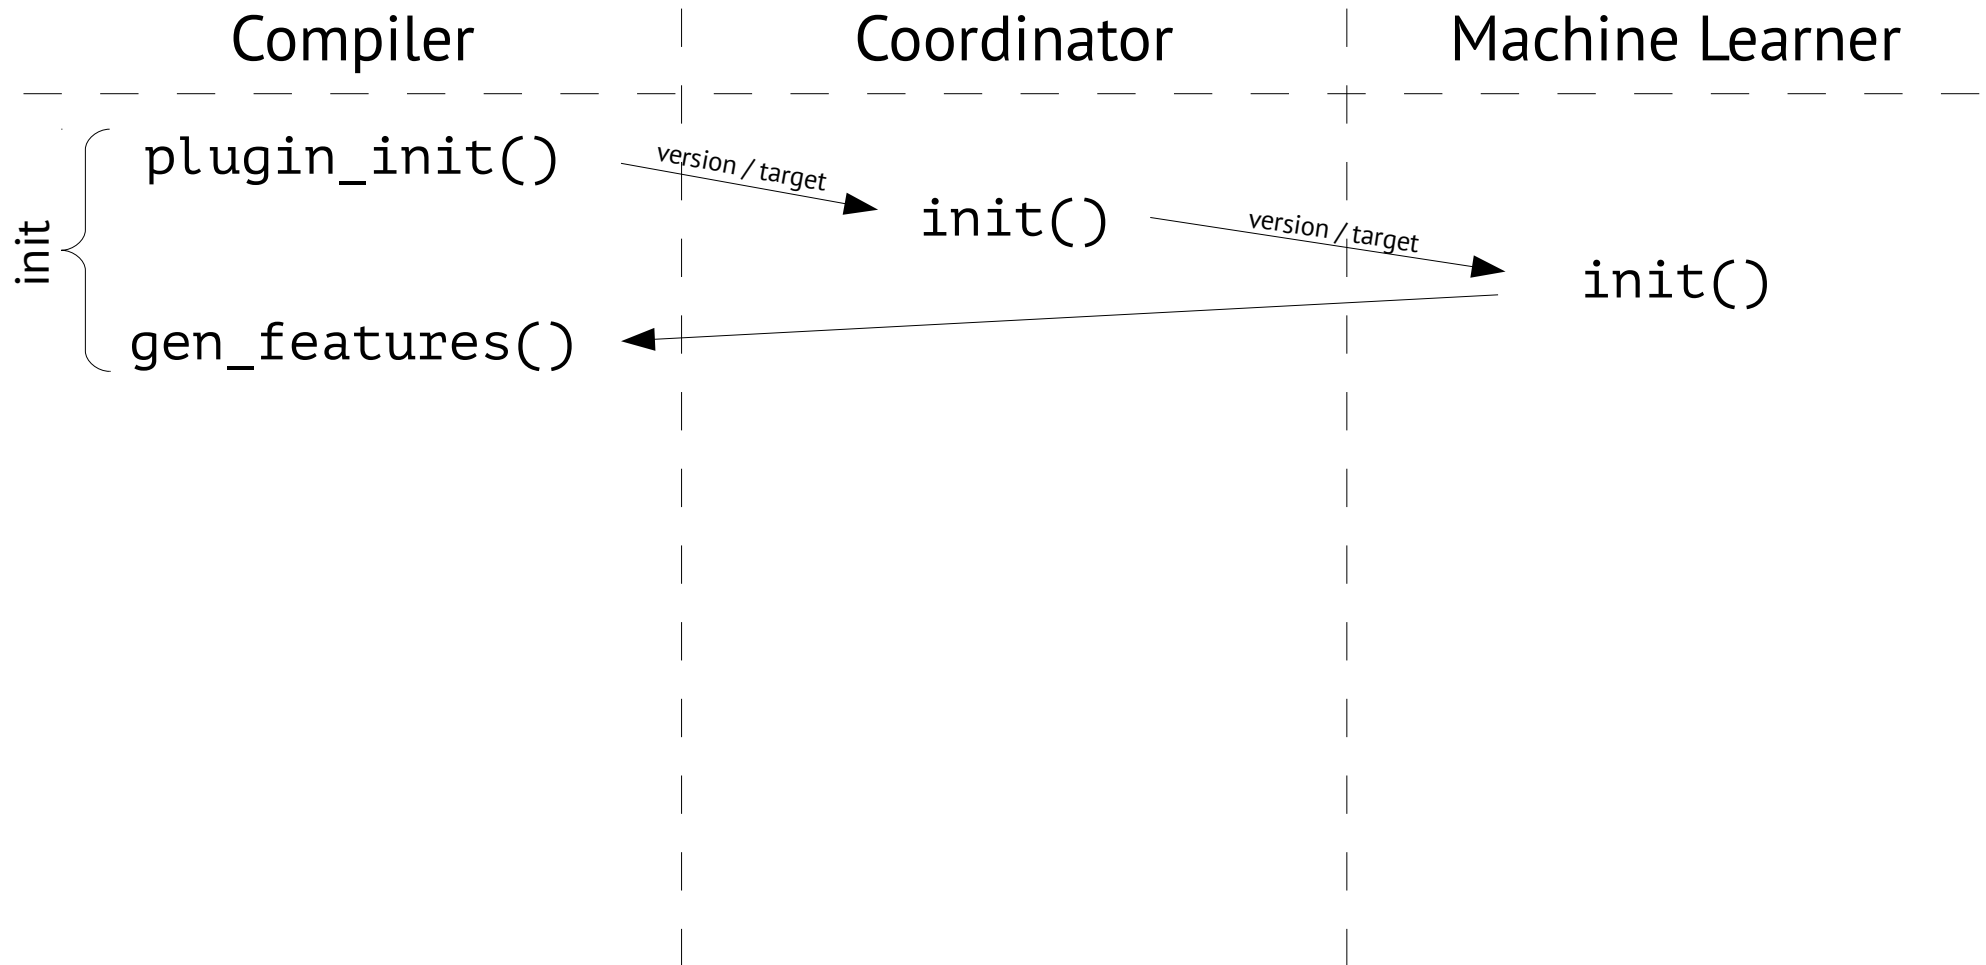 Compiler
Coordinator
Machine Learner
init
plugin_init()
version / target
init()
version / target
init()
gen_features()